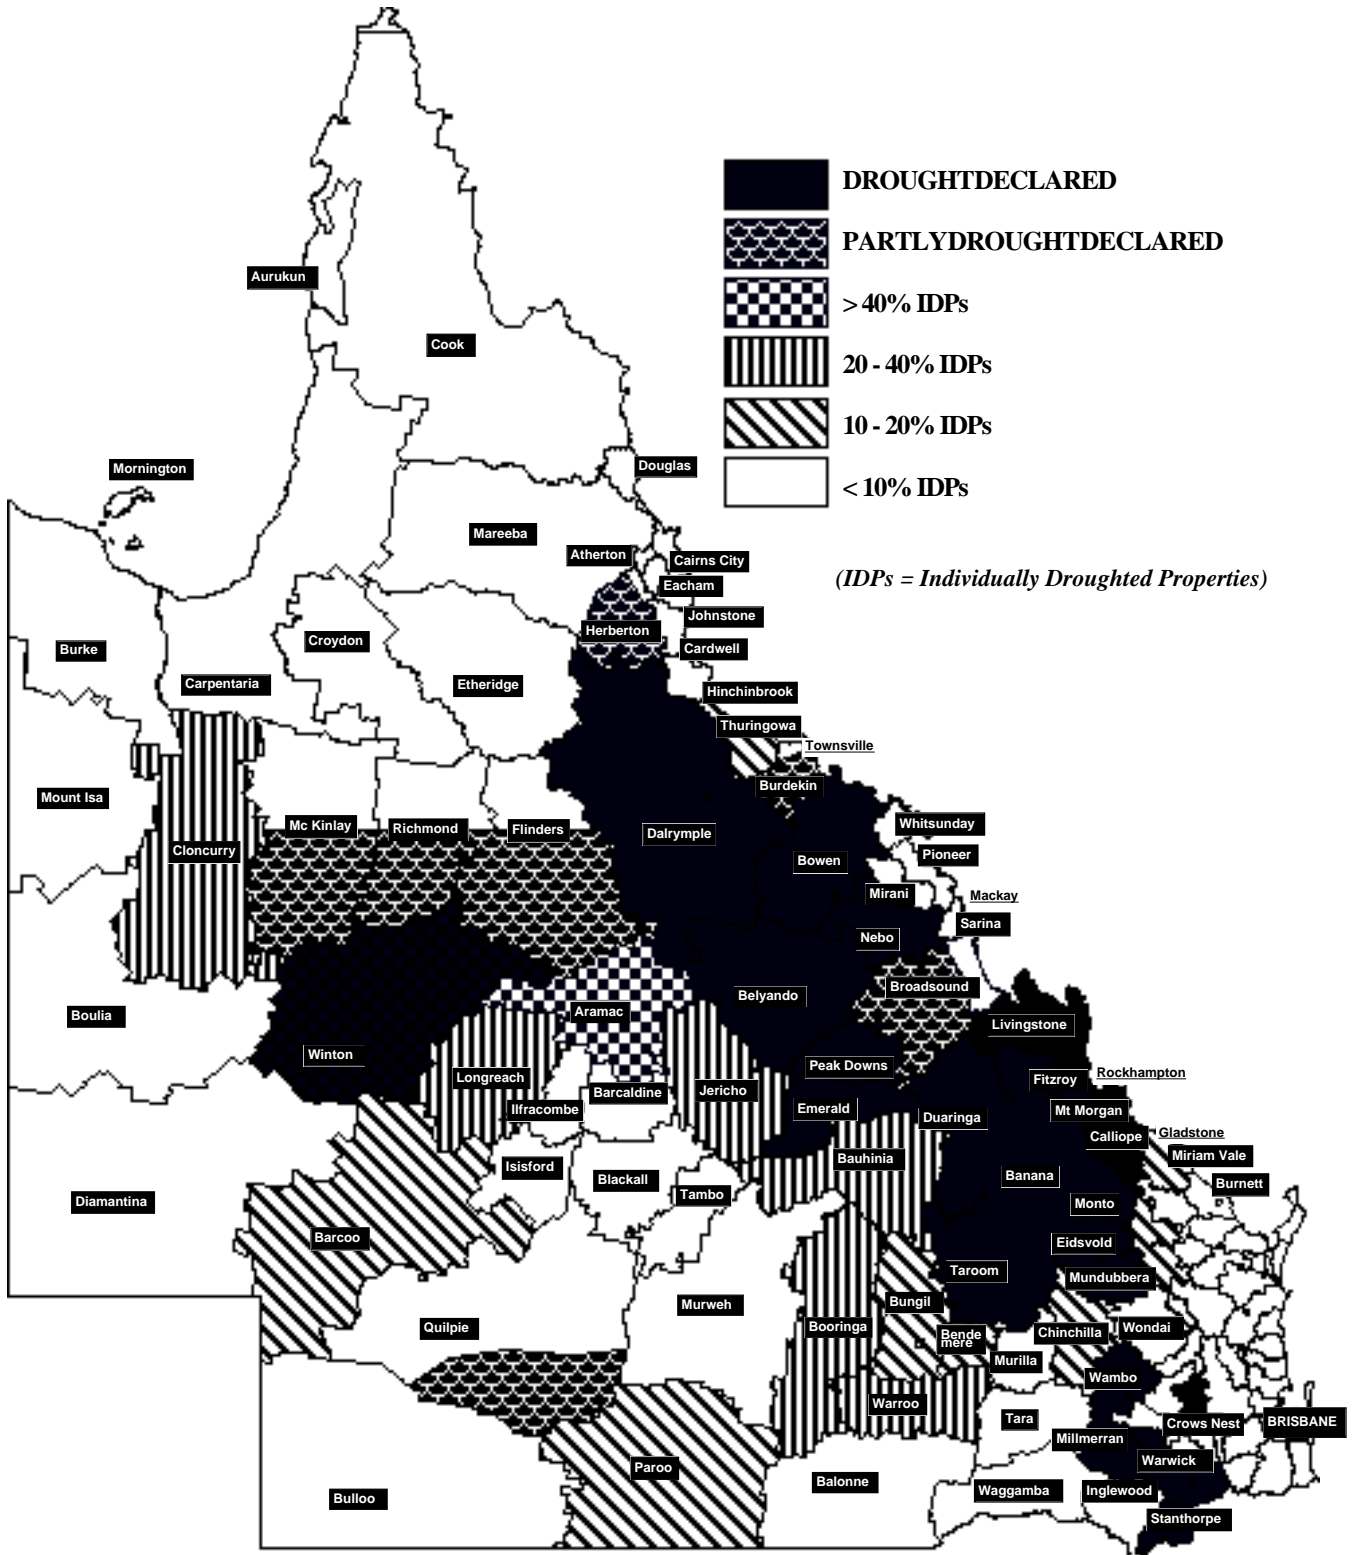 DROUGHTDECLARED
PARTLYDROUGHTDECLARED
> 40% IDPs
20 - 40% IDPs
10 - 20% IDPs
< 10% IDPs
(IDPs = Individually Droughted Properties)
Aurukun
Cook
Mornington
Douglas
Mareeba
Atherton
Cairns City
Eacham
Johnstone
Herberton
Cardwell
Burke
Croydon
Carpentaria
Etheridge
Hinchinbrook
Thuringowa
Townsville
Burdekin
Mount Isa
Mc Kinlay
Richmond
Flinders
Dalrymple
Whitsunday
Cloncurry
Bowen
Pioneer
Mirani
Mackay
Sarina
Nebo
Broadsound
Belyando
Aramac
Boulia
Livingstone
Winton
Peak Downs
Rockhampton
Longreach
Fitzroy
Jericho
Barcaldine
Ilfracombe
Emerald
Mt Morgan
Duaringa
Calliope
Gladstone
Miriam Vale
Isisford
Bauhinia
Banana
Burnett
Blackall
Tambo
Diamantina
Monto
Barcoo
Eidsvold
Taroom
Mundubbera
Murweh
Bungil
Quilpie
Booringa
Bende
mere
Chinchilla
Wondai
Murilla
Wambo
Warroo
Tara
Crows Nest
BRISBANE
Millmerran
Warwick
Paroo
Balonne
Waggamba
Inglewood
Bulloo
Stanthorpe